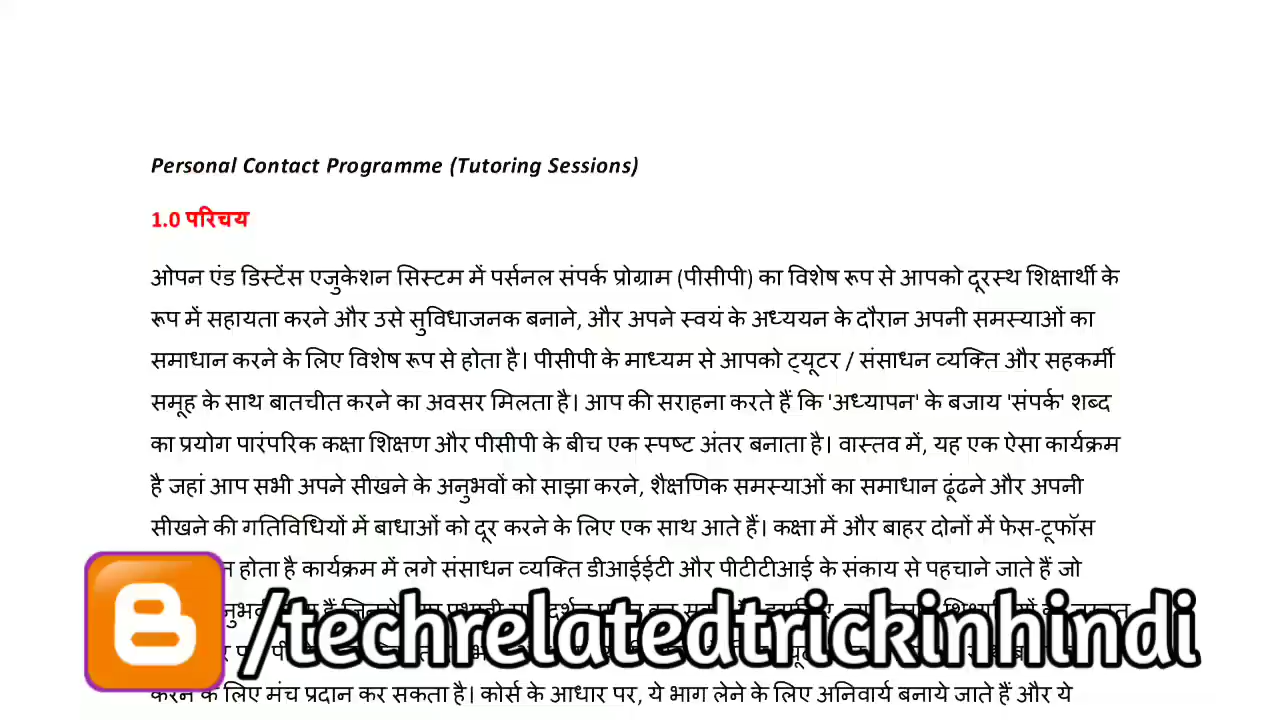 Personal Contact Programme (Tutoring Sessions)
1.0 परिचय
ओपन एंड डिस्टेंस एजुकेशन सिस्टम में पर्सनल संपर्क प्रोग्राम (पीसीपी) का विशेष रूप से आपको दूरस्थ शिक्षार्थी के
रूप में सहायता करने और उसे सुविधाजनक बनाने, और अपने स्वयं के अध्ययन के दौरान अपनी समस्याओं का
समाधान करने के लिए विशेष रूप से होता है। पीसीपी के माध्यम से आपको ट्यूटर / संसाधन व्यक्ति और सहकर्मी
समूह के साथ बातचीत करने का अवसर मिलता है। आप की सराहना करते हैं कि 'अध्यापन' के बजाय 'संपर्क' शब्द
का प्रयोग पारंपरिक कक्षा शिक्षण और पीसीपी के बीच एक स्पष्ट अंतर बनाता है। वास्तव में, यह एक ऐसा कार्यक्रम
है जहां आप सभी अपने सीखने के अनुभवों को साझा करने, शैक्षणिक समस्याओं का समाधान ढूंढने और अपनी
सीखने की गतिविधियों में बाधाओं को दूर करने के लिए एक साथ आते हैं। कक्षा में और बाहर दोनों में फेस-टूफॉस
होता है कार्यक्रम में लगे संसाधन व्यक्ति डीआईईटी और पीटीटीआई के संकाय से पहचाने जाते हैं जो
/techrelatedtrickinhindi
करने के लिए मंच प्रदान कर सकता है। कोर्स के आधार पर, ये भाग लेने के लिए अनिवार्य बनाये जाते हैं और ये